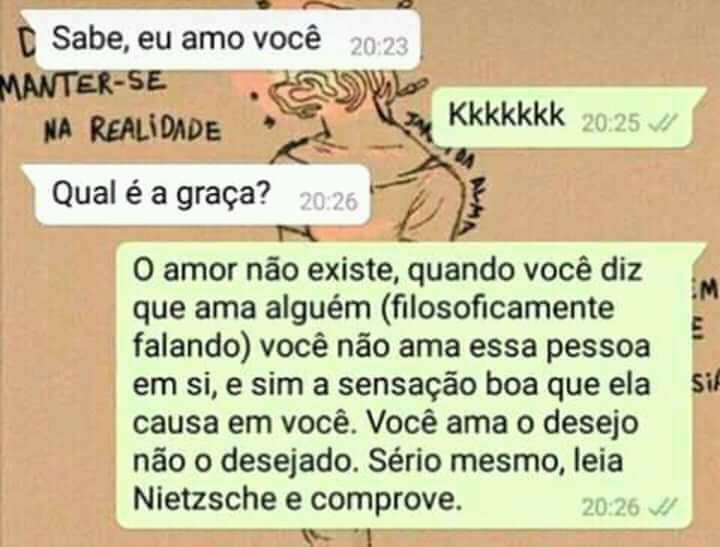 Sabe, eu amo você 20:23
MANTER-SE
NA REALIDADE
Kkkkkkk 20:25
DA ALMA
Qual é a graça? 20:26
O amor não existe, quando você diz
que ama alguém (filosoficamente
falando) você não ama essa pessoa
em si, e sim a sensação boa que ela
causa em você. Você ama o desejo
não o desejado. Sério mesmo, leia
Nietzsche e comprove. 20:26